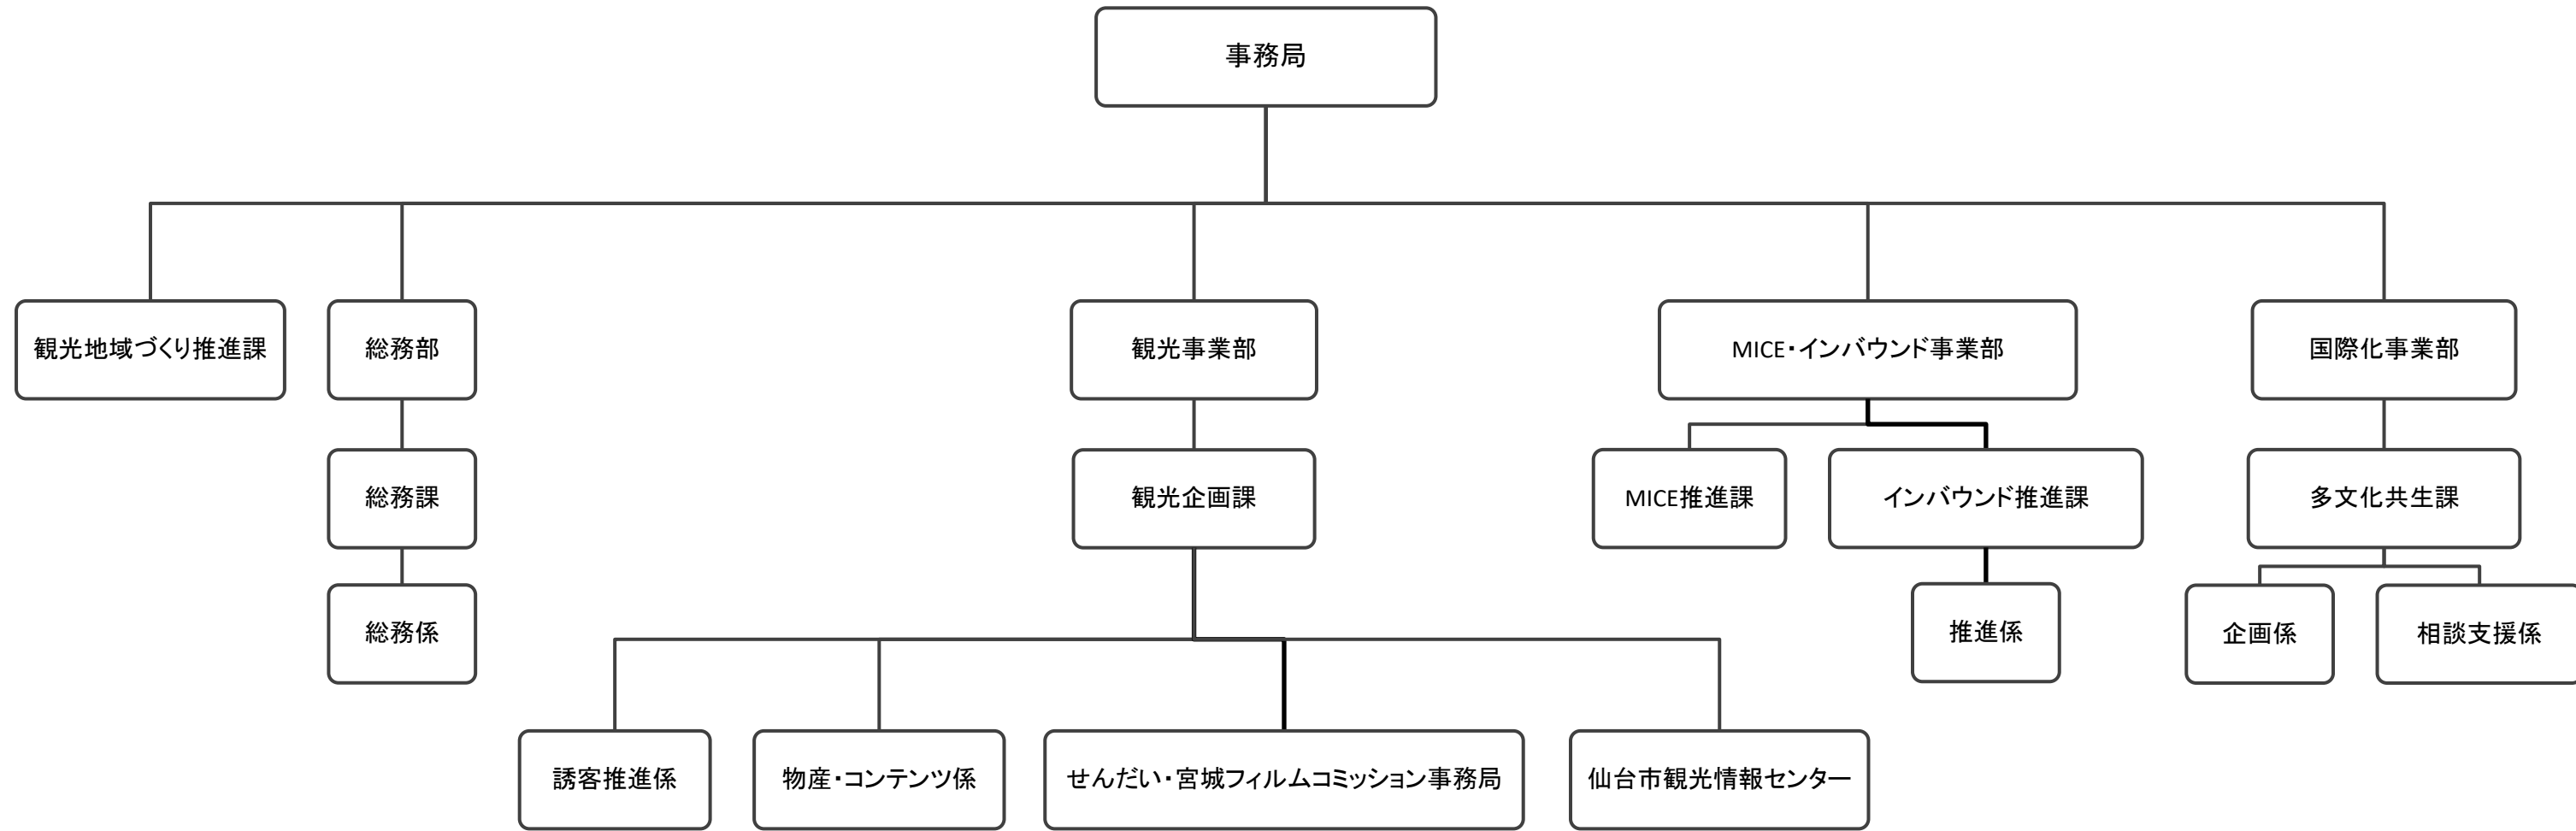 事務局
観光地域づくり推進課
総務部
観光事業部
MICE・インバウンド事業部
国際化事業部
総務課
観光企画課
MICE推進課
インバウンド推進課
多文化共生課
総務係
推進係
企画係
相談支援係
誘客推進係
物産・コンテンツ係
せんだい・宮城フィルムコミッション事務局
仙台市観光情報センター